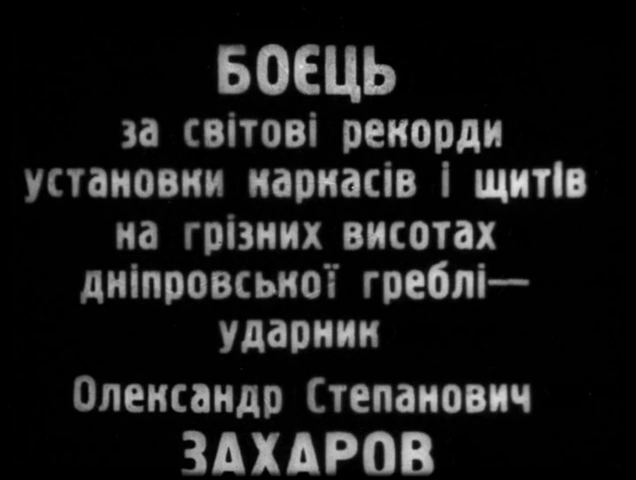 БОЄЦЬ
за світові рекорди
установки каркасів і щитів
на грізних висотах
дніпровської греблі—
ударник
Олександр Степанович
ЗАХАРОВ